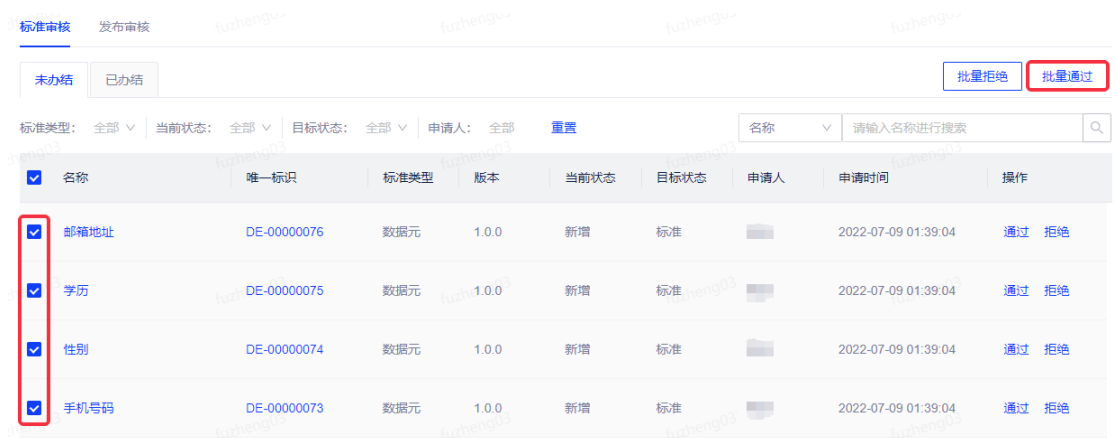 标准审核 发布审核
未办结 已办结 批量拒绝 批量通过
标准类型： 全部 当前状态： 全部 目标状态： 全部 申请人： 全部 重置 名称 请输入名称进行搜索
名称 唯一标识 标准类型 版本 当前状态 目标状态 申请人 申请时间 操作
邮箱地址 DE-00000076 数据元 1.0.0 新增 标准 2022-07-09 01:39:04 通过 拒绝
学历 DE-00000075 数据元 1.0.0 新增 标准 2022-07-09 01:39:04 通过 拒绝
性别 DE-00000074 数据元 1.0.0 新增 标准 2022-07-09 01:39:04 通过 拒绝
手机号码 DE-00000073 数据元 1.0.0 新增 标准 2022-07-09 01:39:04 通过 拒绝
fuzheng03